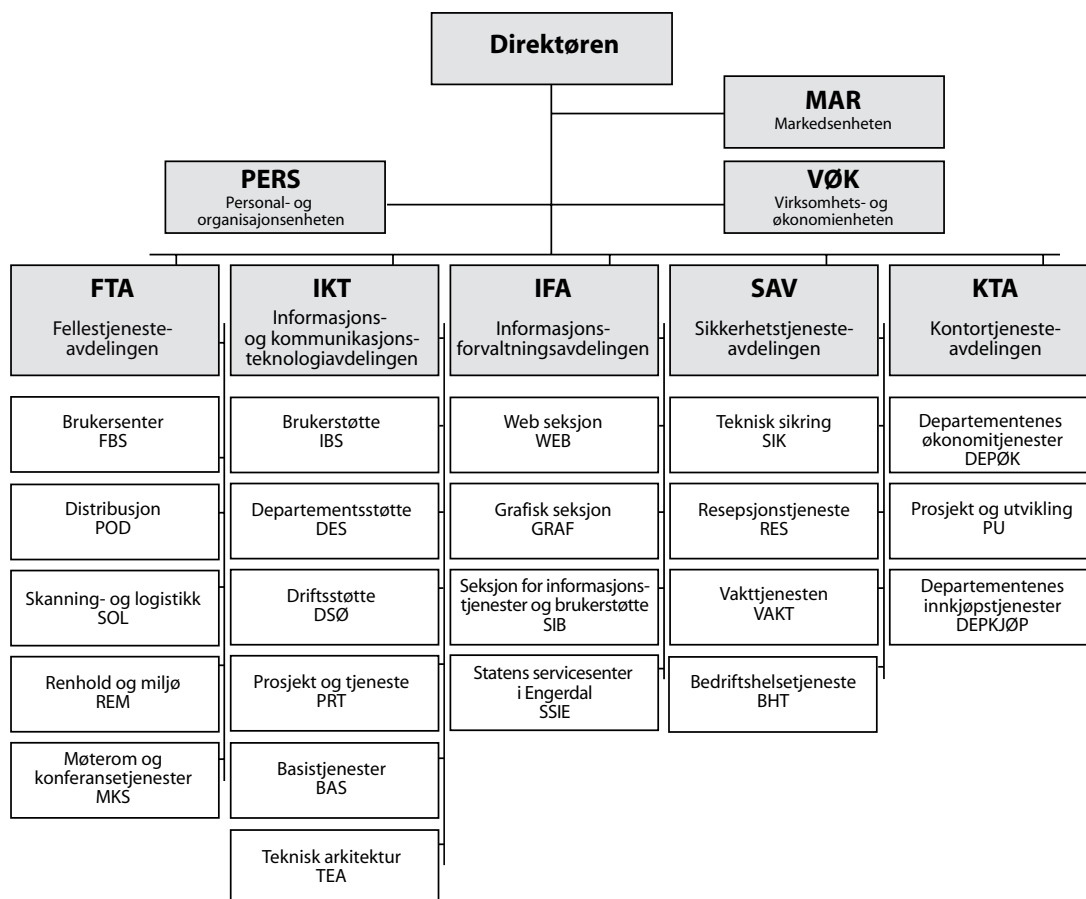 Direktøren
MAR
Markedsenheten
PERS
Personal- og
organisajonsenheten
VØK
Virksomhets- og
økonomienheten
FTA
Fellestjeneste-
avdelingen
IKT
Informasjons-
og kommunikasjons-
teknologiavdelingen
IFA
Informasjons-
forvaltningsavdelingen
SAV
Sikkerhetstjeneste-
avdelingen
KTA
Kontortjeneste-
avdelingen
Brukersenter
FBS
Distribusjon
POD
Skanning- og logistikk
SOL
Renhold og miljø
REM
Møterom og
konferansetjenester
MKS
Brukerstøtte
IBS
Departementsstøtte
DES
Driftsstøtte
DSØ
Prosjekt og tjeneste
PRT
Basistjenester
BAS
Teknisk arkitektur
TEA
Web seksjon
WEB
Grafisk seksjon
GRAF
Seksjon for informasjons-
tjenester og brukerstøtte
SIB
Statens servicesenter
i Engerdal
SSIE
Teknisk sikring
SIK
Resepsjonstjeneste
RES
Vakttjenesten
VAKT
Bedriftshelsetjeneste
BHT
Departementenes
økonomitjenester
DEPØK
Prosjekt og utvikling
PU
Departementenes
innkjøpstjenester
DEPKJØP